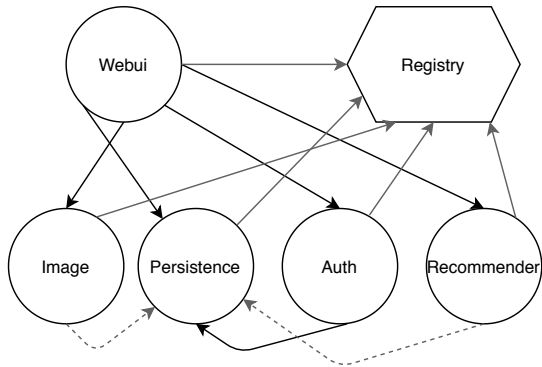 Webui
Registry
Image
Persistence
Auth
Recommender